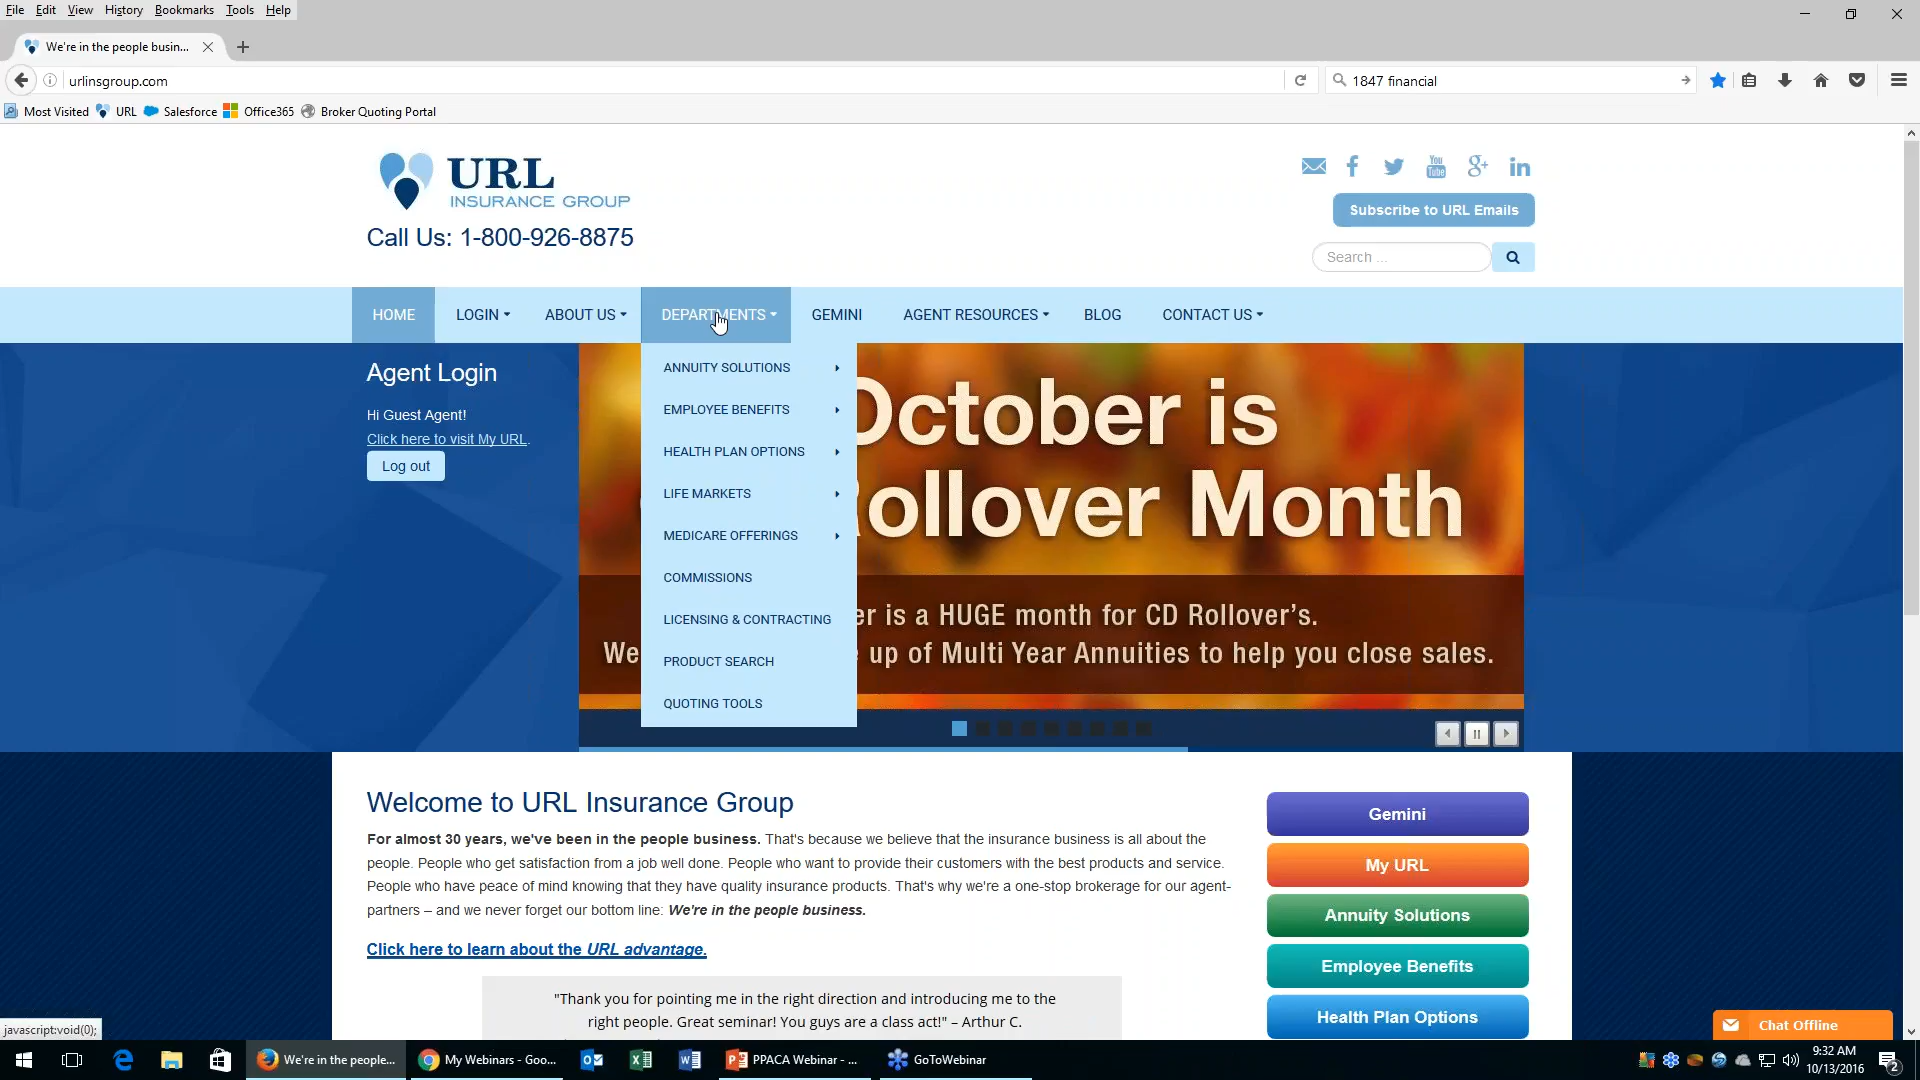 File Edit View History Bookmarks Tools Help
We're in the people busin...
urlinsgroup.com
1847 financial
Most Visited URL Salesforce Office365 Broker Quoting Portal
URL
INSURANCE GROUP
Call Us: 1-800-926-8875
You Tube
Subscribe to URL Emails
Search ...
HOME LOGIN ABOUT US DEPARTMENTS GEMINI AGENT RESOURCES BLOG CONTACT US
Agent Login
Hi Guest Agent!
Click here to visit My URL.
Log out
ANNUITY SOLUTIONS
EMPLOYEE BENEFITS
HEALTH PLAN OPTIONS
LIFE MARKETS
MEDICARE OFFERINGS
COMMISSIONS
LICENSING & CONTRACTING
PRODUCT SEARCH
QUOTING TOOLS
October is
Rollover Month
er is a HUGE month for CD Rollover's.
We up of Multi Year Annuities to help you close sales.
Welcome to URL Insurance Group
For almost 30 years, we've been in the people business. That's because we believe that the insurance business is all about the
people. People who get satisfaction from a job well done. People who want to provide their customers with the best products and service.
People who have peace of mind knowing that they have quality insurance products. That's why we're a one-stop brokerage for our agent-
partners – and we never forget our bottom line: We're in the people business.
Click here to learn about the URL advantage.
"Thank you for pointing me in the right direction and introducing me to the
right people. Great seminar! You guys are a class act!" – Arthur C.
Gemini
My URL
Annuity Solutions
Employee Benefits
Health Plan Options
Chat Offline
javascript:void(0);
We're in the people... My Webinars - Goo... PPACA Webinar - ... GoToWebinar
9:32 AM
10/13/2016
2